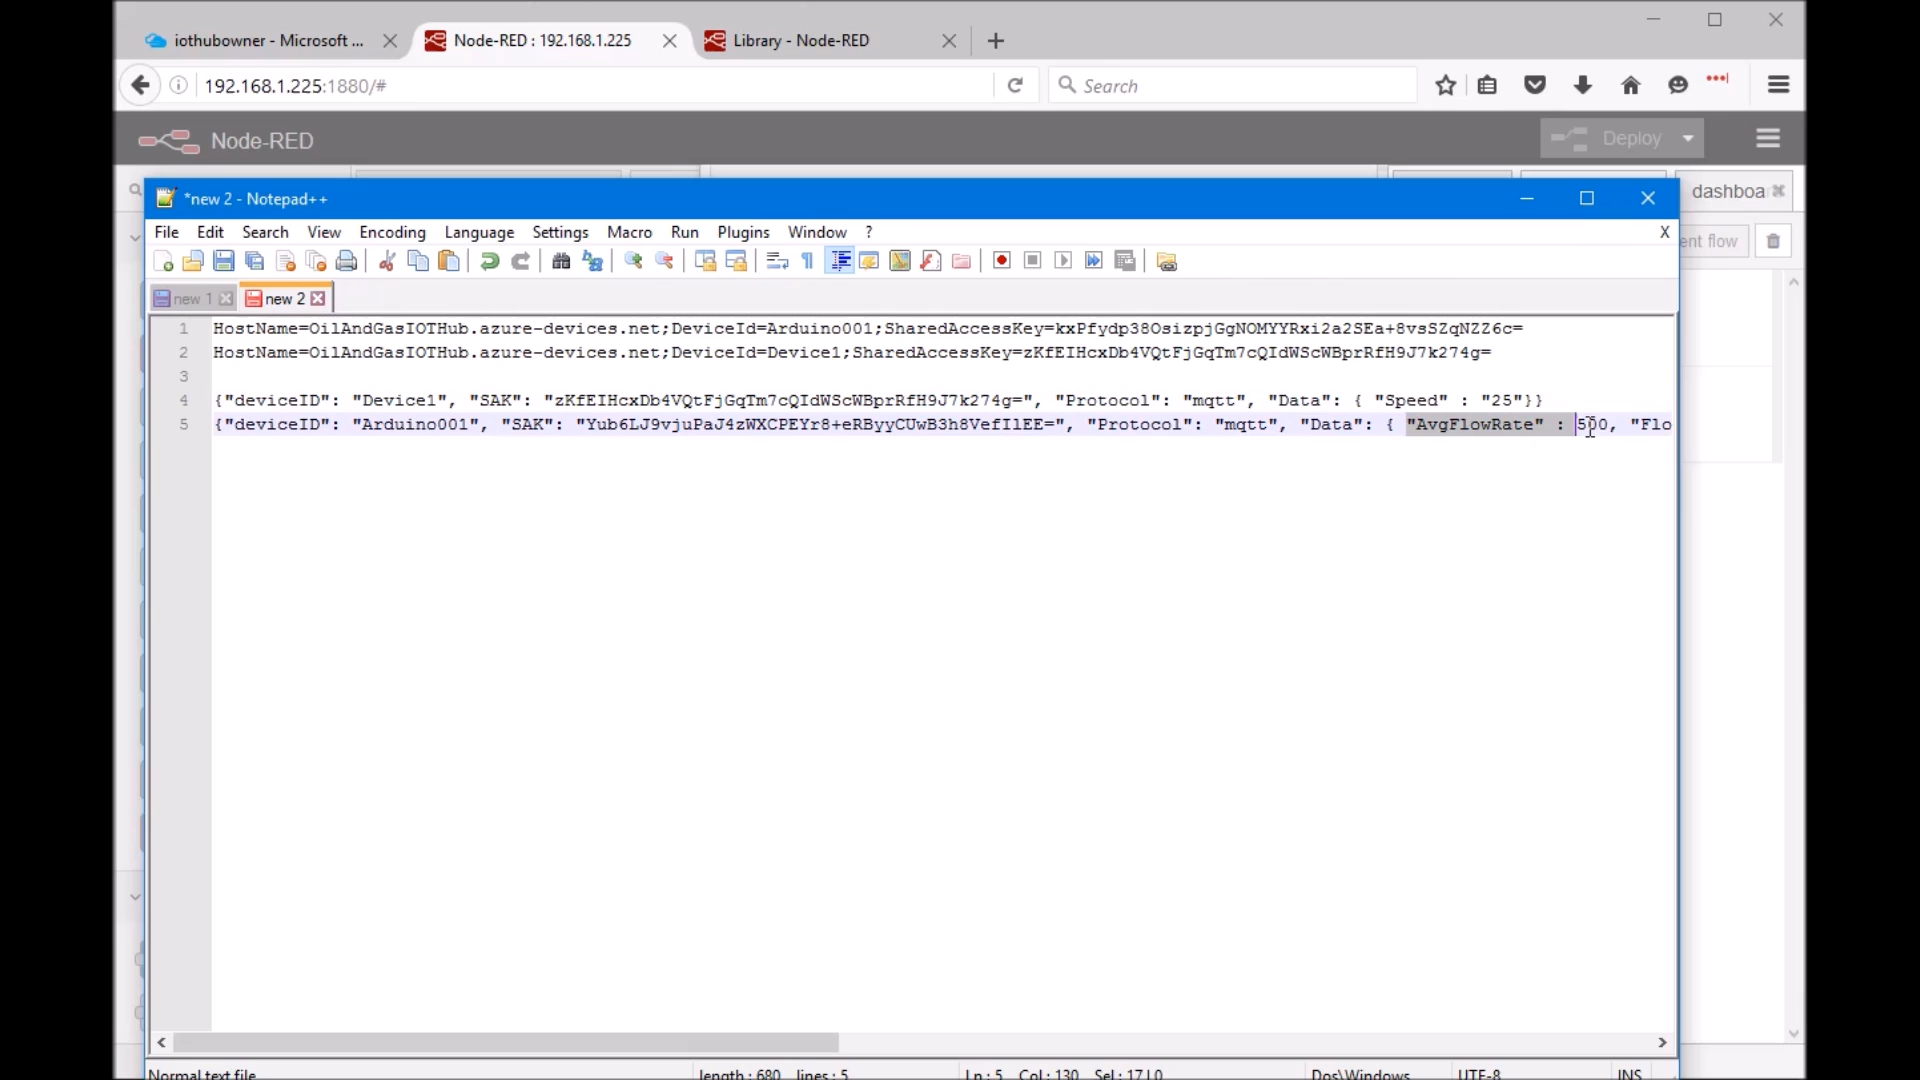 iothubowner - Microsoft ...
Node-RED : 192.168.1.225
Library - Node-RED
192.168.1.225:1880/#
Search
Node-RED
Deploy
dashboa
ent flow
*new 2 - Notepad++
File Edit Search View Encoding Language Settings Macro Run Plugins Window ?
X
new 1
new 2
1 HostName=OilAndGasIOTHub.azure-devices.net;DeviceId=Arduino001;SharedAccessKey=kxPfydp38OsizpjGgNOMYYRxi2a2SEa+8vsSZqNZZ6c=
2 HostName=OilAndGasIOTHub.azure-devices.net;DeviceId=Device1;SharedAccessKey=zKfEIHcxDb4VQtFjGqTm7cQIdWScWBprRfH9J7k274g=
3
4 {"deviceID": "Device1", "SAK": "zKfEIHcxDb4VQtFjGqTm7cQIdWScWBprRfH9J7k274g=", "Protocol": "mqtt", "Data": { "Speed" : "25"}}
5 {"deviceID": "Arduino001", "SAK": "Yub6LJ9vjuPaJ4zWXCPEYr8+eRByyCUwB3h8VefIlEE=", "Protocol": "mqtt", "Data": { "AvgFlowRate" : 500, "Flo
Normal text file length : 680 lines : 5 Ln : 5 Col : 130 Sel : 17 | 0 Dos\Windows UTF-8 INS